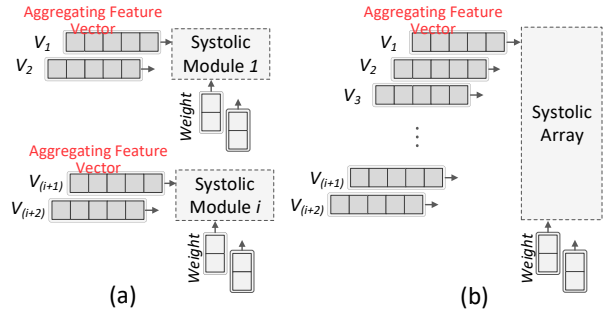 Aggregating Feature
Vector
V1
V2
Systolic
Module 1
Weight
Aggregating Feature
Vector
V(i+1)
V(i+2)
Systolic
Module i
Weight
(a)
Aggregating Feature
Vector
V1
V2
V3
⋮
V(i+1)
V(i+2)
Systolic
Array
Weight
(b)